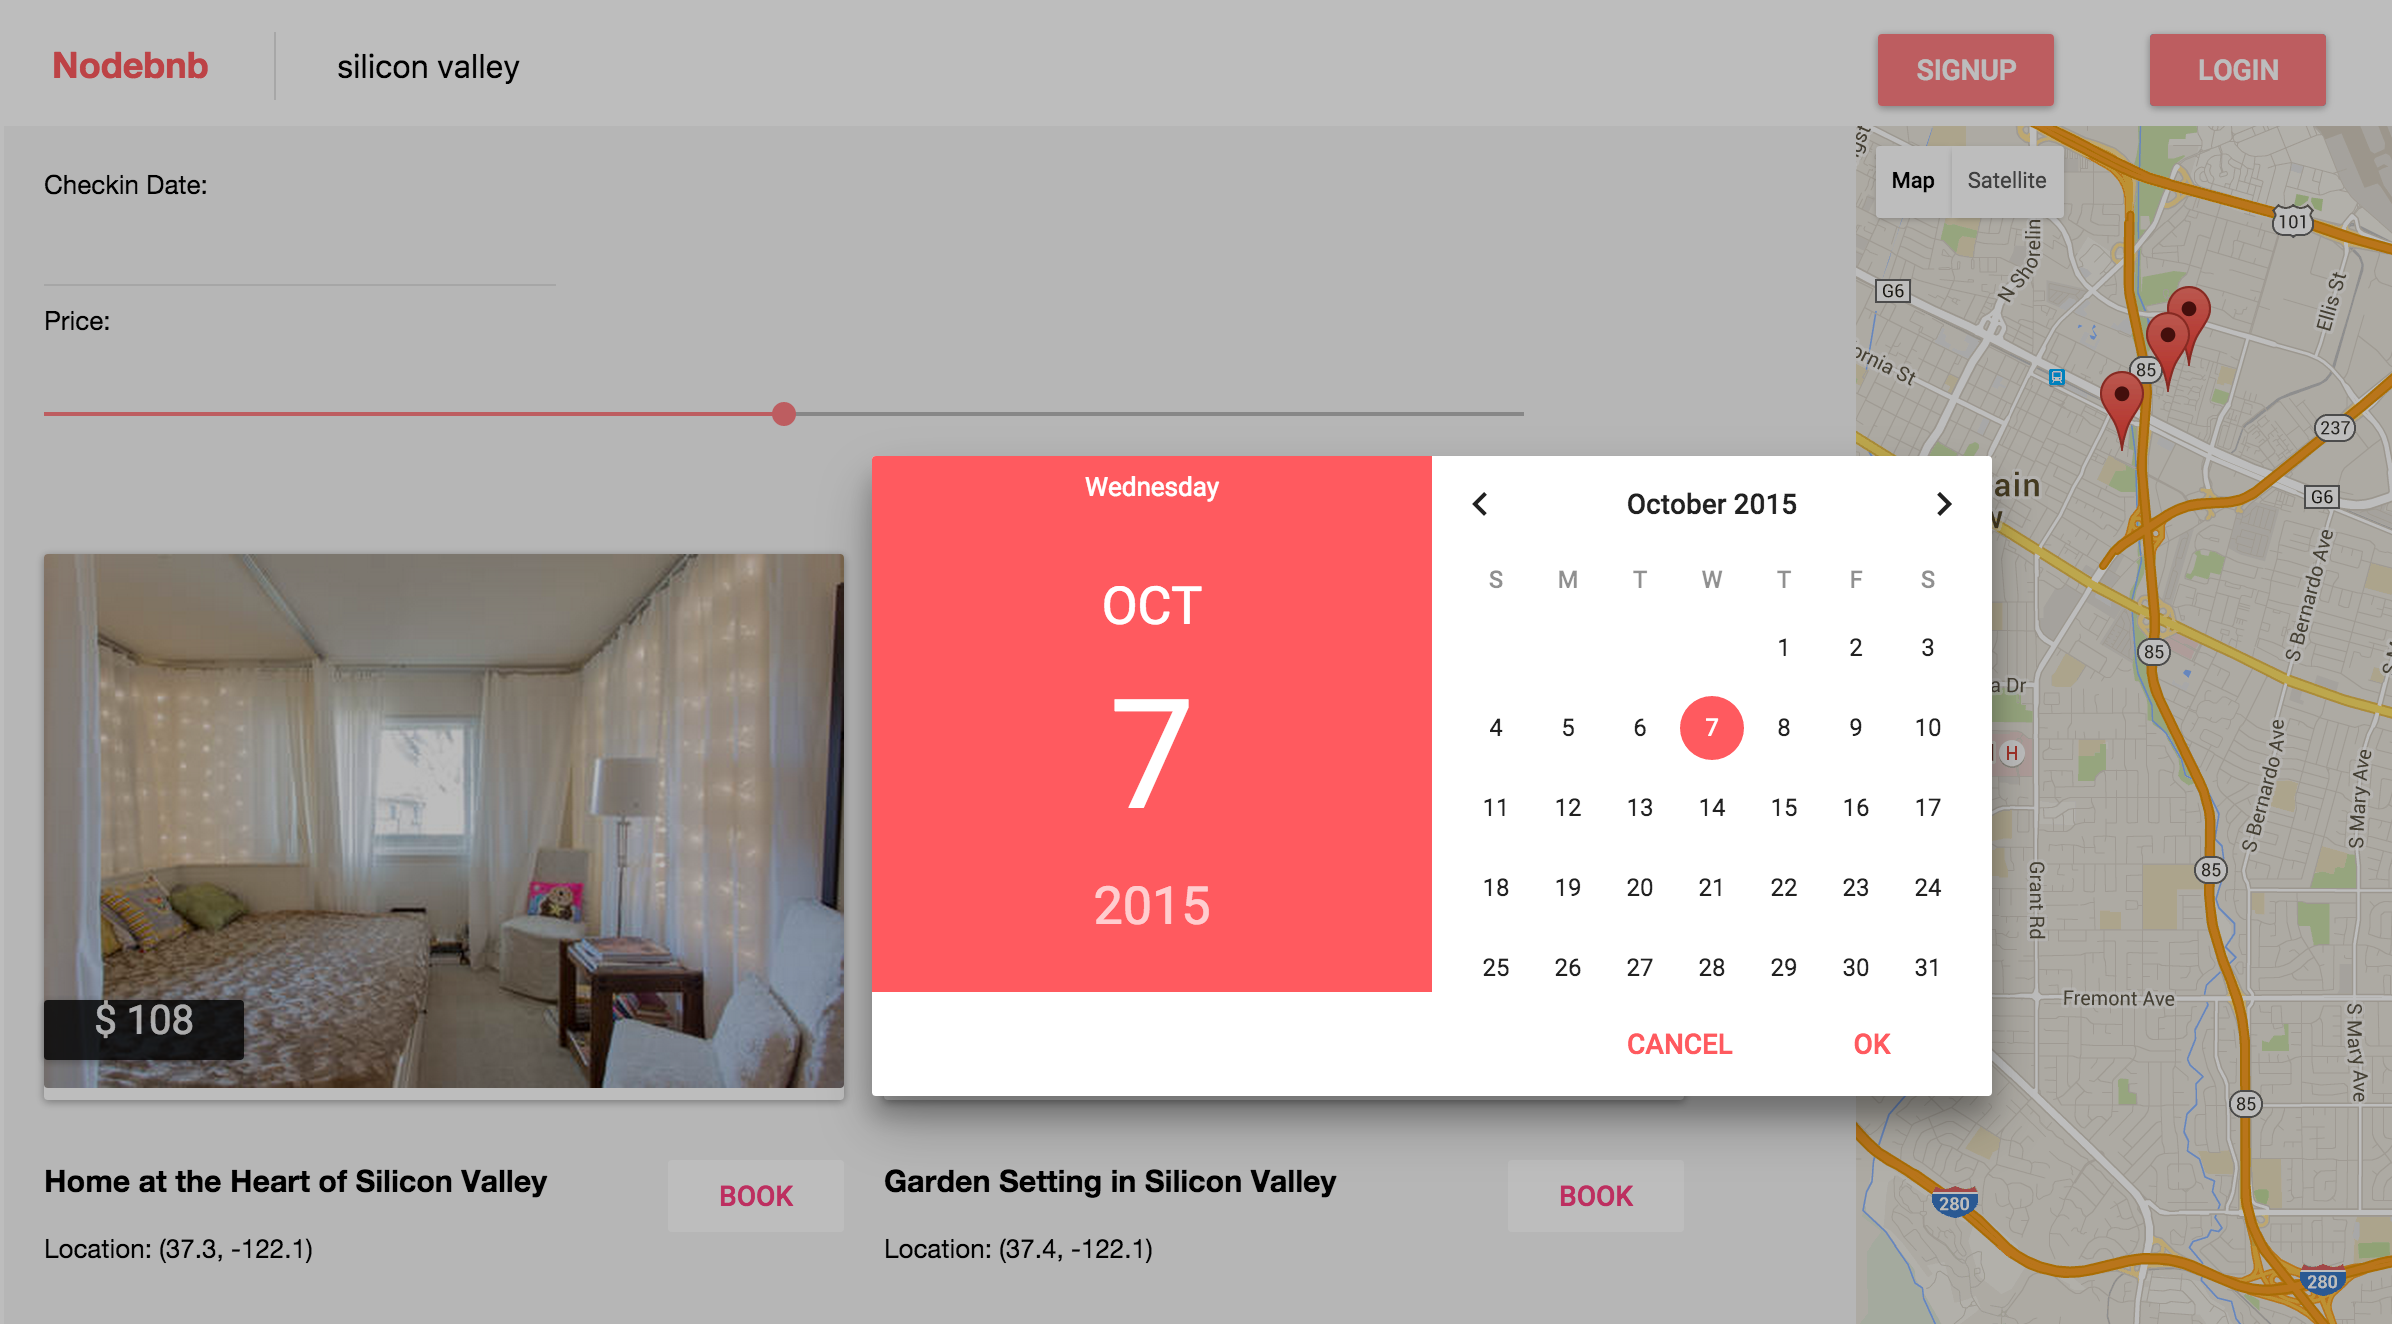 Nodebnb
silicon valley
SIGNUP
LOGIN
Checkin Date:
Price:
Wednesday
OCT
7
2015
October 2015
S M T W T F S
1 2 3
4 5 6 7 8 9 10
11 12 13 14 15 16 17
18 19 20 21 22 23 24
25 26 27 28 29 30 31
CANCEL
OK
$ 108
Home at the Heart of Silicon Valley
BOOK
Location: (37.3, -122.1)
Garden Setting in Silicon Valley
BOOK
Location: (37.4, -122.1)
Map
Satellite
101
N Shorelin
G6
Ellis St
ornia St
85
237
ain
G6
S Bernardo Ave
85
a Dr
H
S Bernardo Ave
S Mary Ave
85
Grant Rd
Fremont Ave
S Mary Ave
85
280
280